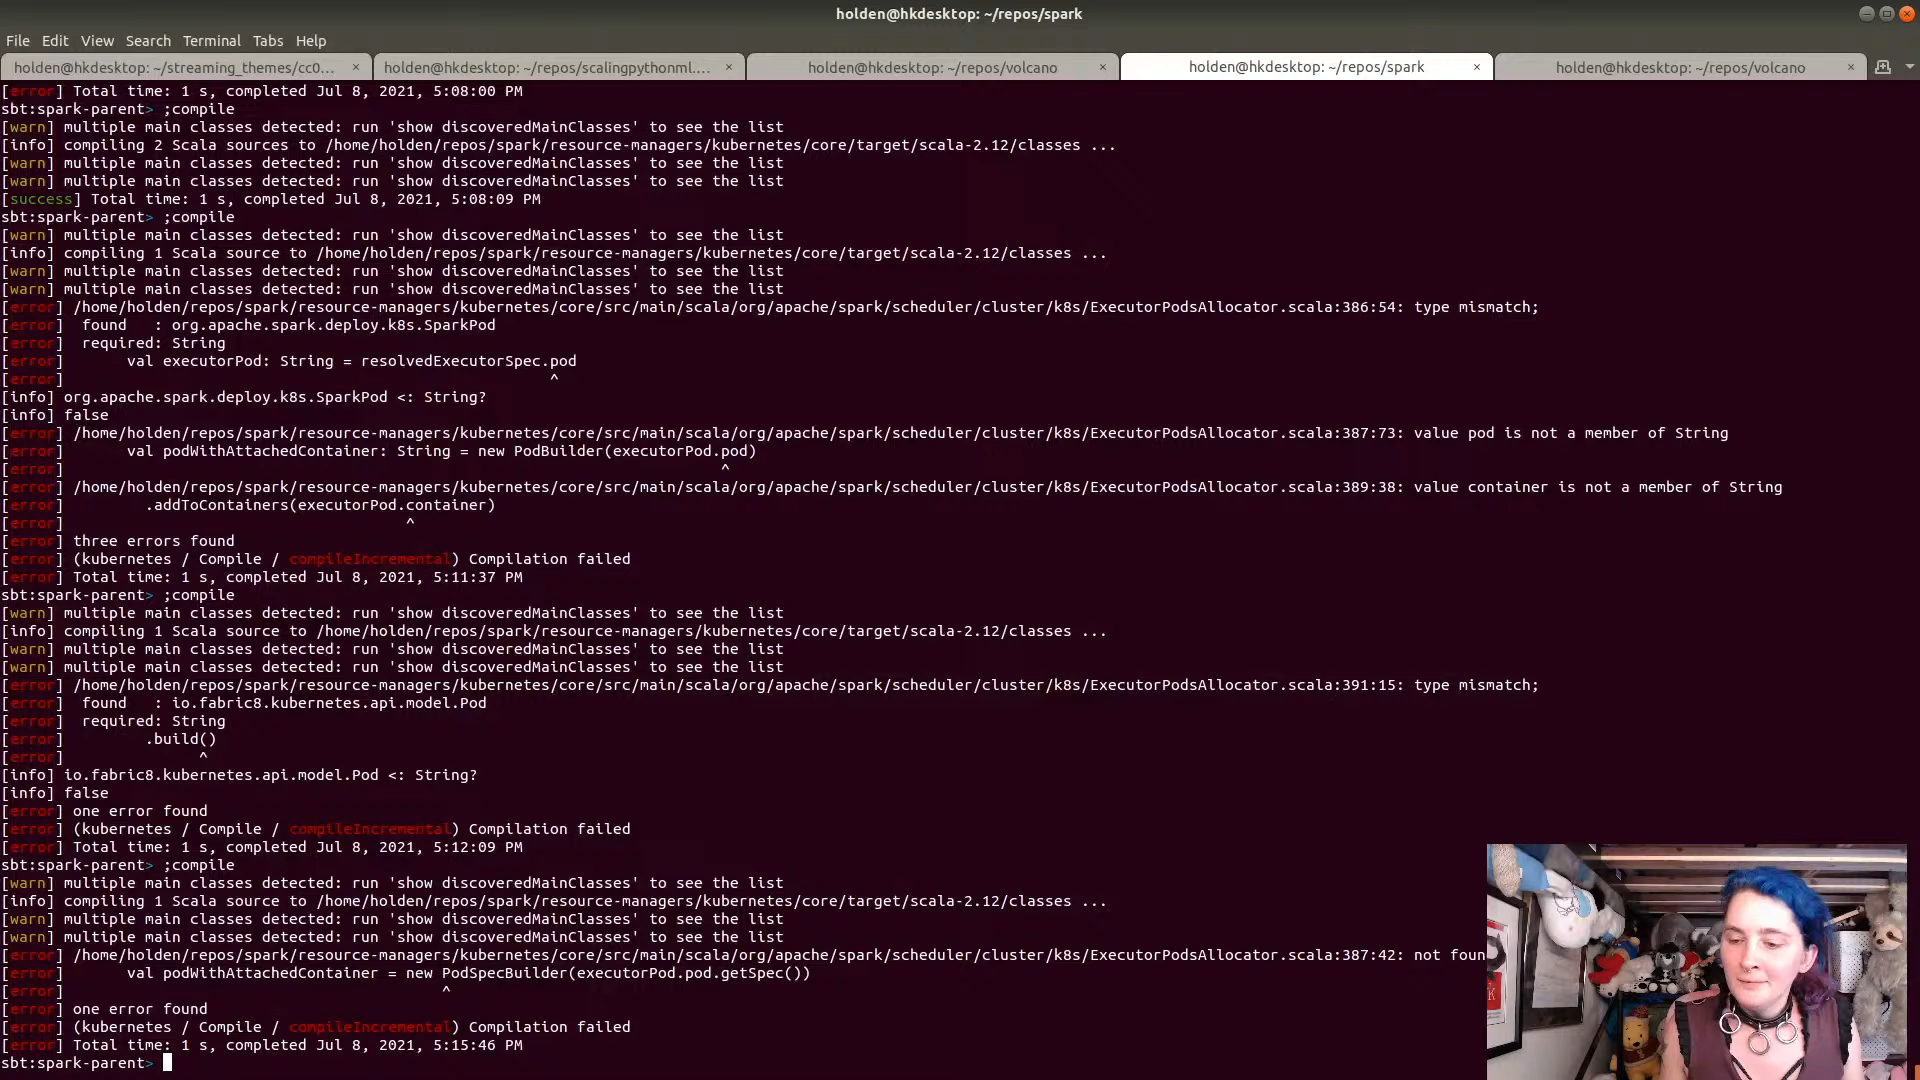 holden@hkdesktop: ~/repos/spark
File Edit View Search Terminal Tabs Help
holden@hkdesktop: ~/streaming_themes/cc0... × holden@hkdesktop: ~/repos/scalingpythonml.... × holden@hkdesktop: ~/repos/volcano × holden@hkdesktop: ~/repos/spark × holden@hkdesktop: ~/repos/volcano ×
[error] Total time: 1 s, completed Jul 8, 2021, 5:08:00 PM
sbt:spark-parent> ;compile
[warn] multiple main classes detected: run 'show discoveredMainClasses' to see the list
[info] compiling 2 Scala sources to /home/holden/repos/spark/resource-managers/kubernetes/core/target/scala-2.12/classes ...
[warn] multiple main classes detected: run 'show discoveredMainClasses' to see the list
[warn] multiple main classes detected: run 'show discoveredMainClasses' to see the list
[success] Total time: 1 s, completed Jul 8, 2021, 5:08:09 PM
sbt:spark-parent> ;compile
[warn] multiple main classes detected: run 'show discoveredMainClasses' to see the list
[info] compiling 1 Scala source to /home/holden/repos/spark/resource-managers/kubernetes/core/target/scala-2.12/classes ...
[warn] multiple main classes detected: run 'show discoveredMainClasses' to see the list
[warn] multiple main classes detected: run 'show discoveredMainClasses' to see the list
[error] /home/holden/repos/spark/resource-managers/kubernetes/core/src/main/scala/org/apache/spark/scheduler/cluster/k8s/ExecutorPodsAllocator.scala:386:54: type mismatch;
[error]  found   : org.apache.spark.deploy.k8s.SparkPod
[error]  required: String
[error]       val executorPod: String = resolvedExecutorSpec.pod
[error]                                                      ^
[info] org.apache.spark.deploy.k8s.SparkPod <: String?
[info] false
[error] /home/holden/repos/spark/resource-managers/kubernetes/core/src/main/scala/org/apache/spark/scheduler/cluster/k8s/ExecutorPodsAllocator.scala:387:73: value pod is not a member of String
[error]       val podWithAttachedContainer: String = new PodBuilder(executorPod.pod)
[error]                                                                         ^
[error] /home/holden/repos/spark/resource-managers/kubernetes/core/src/main/scala/org/apache/spark/scheduler/cluster/k8s/ExecutorPodsAllocator.scala:389:38: value container is not a member of String
[error]         .addToContainers(executorPod.container)
[error]                                      ^
[error] three errors found
[error] (kubernetes / Compile / compileIncremental) Compilation failed
[error] Total time: 1 s, completed Jul 8, 2021, 5:11:37 PM
sbt:spark-parent> ;compile
[warn] multiple main classes detected: run 'show discoveredMainClasses' to see the list
[info] compiling 1 Scala source to /home/holden/repos/spark/resource-managers/kubernetes/core/target/scala-2.12/classes ...
[warn] multiple main classes detected: run 'show discoveredMainClasses' to see the list
[warn] multiple main classes detected: run 'show discoveredMainClasses' to see the list
[error] /home/holden/repos/spark/resource-managers/kubernetes/core/src/main/scala/org/apache/spark/scheduler/cluster/k8s/ExecutorPodsAllocator.scala:391:15: type mismatch;
[error]  found   : io.fabric8.kubernetes.api.model.Pod
[error]  required: String
[error]         .build()
[error]               ^
[info] io.fabric8.kubernetes.api.model.Pod <: String?
[info] false
[error] one error found
[error] (kubernetes / Compile / compileIncremental) Compilation failed
[error] Total time: 1 s, completed Jul 8, 2021, 5:12:09 PM
sbt:spark-parent> ;compile
[warn] multiple main classes detected: run 'show discoveredMainClasses' to see the list
[info] compiling 1 Scala source to /home/holden/repos/spark/resource-managers/kubernetes/core/target/scala-2.12/classes ...
[warn] multiple main classes detected: run 'show discoveredMainClasses' to see the list
[warn] multiple main classes detected: run 'show discoveredMainClasses' to see the list
[error] /home/holden/repos/spark/resource-managers/kubernetes/core/src/main/scala/org/apache/spark/scheduler/cluster/k8s/ExecutorPodsAllocator.scala:387:42: not foun
[error]       val podWithAttachedContainer = new PodSpecBuilder(executorPod.pod.getSpec())
[error]                                          ^
[error] one error found
[error] (kubernetes / Compile / compileIncremental) Compilation failed
[error] Total time: 1 s, completed Jul 8, 2021, 5:15:46 PM
sbt:spark-parent>